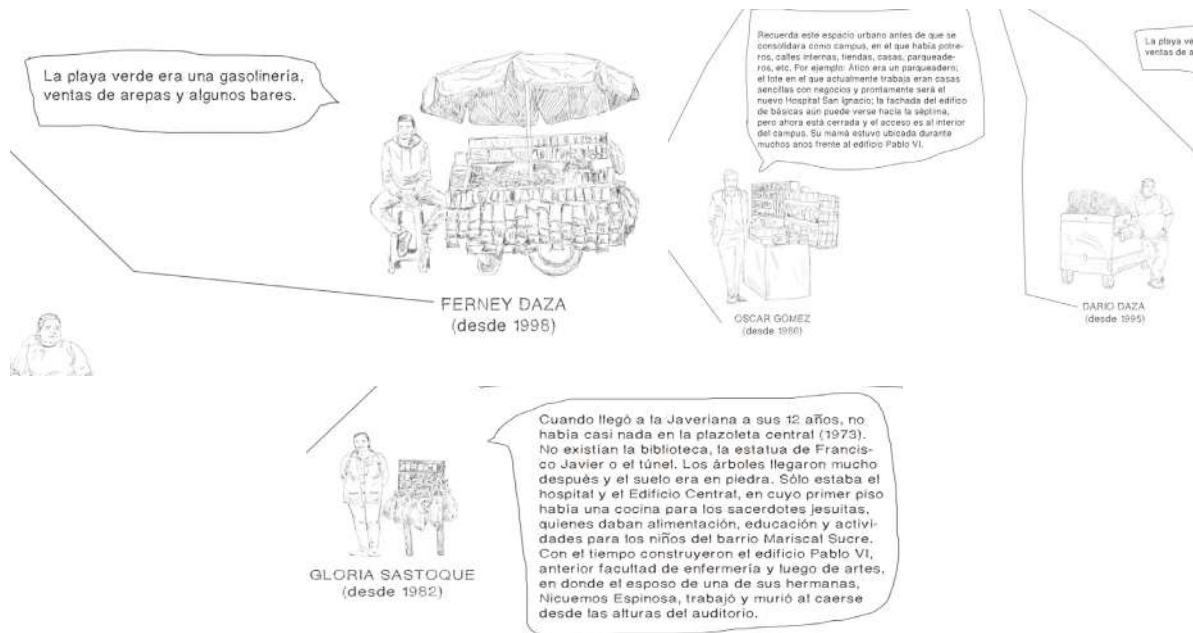 La playa verde era una gasolinería,
ventas de arepas y algunos bares.
FERNEY DAZA
(desde 1998)
Recuerda este espacio urbano antes de que se
consolidara como campus, en el que había potre-
ros, calles internas, tiendas, casas, parqueade-
ros, etc. Por ejemplo: Ático era un parqueadero;
el lote en el que actualmente trabaja eran casas
sencillas con negocios y prontamente será el
nuevo Hospital San Ignacio; la fachada del edifico
de básicas aún puede verse hacia la séptima,
pero ahora está cerrada y el acceso es al interior
del campus. Su mamá estuvo ubicada durante
muchos anos frente al edificio Pablo VI.
OSCAR GÓMEZ
(desde 1986)
La playa ve
ventas de a
DARIO DAZA
(desde 1995)
GLORIA SASTOQUE
(desde 1982)
Cuando llegó a la Javeriana a sus 12 años, no
había casi nada en la plazoleta central (1973).
No existían la biblioteca, la estatua de Francis-
co Javier o el túnel. Los árboles llegaron mucho
después y el suelo era en piedra. Sólo estaba el
hospital y el Edificio Central, en cuyo primer piso
había una cocina para los sacerdotes jesuitas,
quienes daban alimentación, educación y activi-
dades para los niños del barrio Mariscal Sucre.
Con el tiempo construyeron el edificio Pablo VI,
anterior facultad de enfermería y luego de artes,
en donde el esposo de una de sus hermanas,
Nicuemos Espinosa, trabajó y murió al caerse
desde las alturas del auditorio.